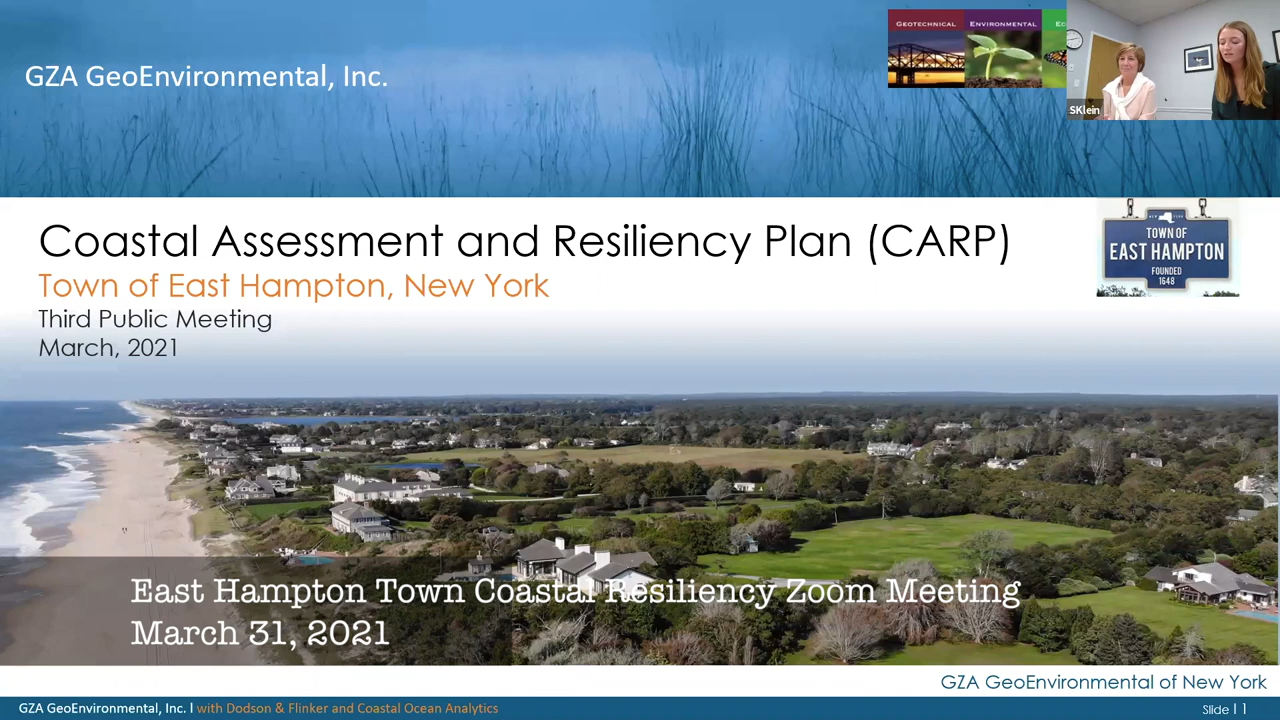 GEOTECHNICAL
ENVIRONMENTAL
GZA GeoEnvironmental, Inc.
SKlein
Coastal Assessment and Resiliency Plan (CARP)
Town of East Hampton, New York
Third Public Meeting
March, 2021
NEW YORK
TOWN OF
EAST HAMPTON
FOUNDED
1648
East Hampton Town Coastal Resiliency Zoom Meeting
March 31, 2021
GZA GeoEnvironmental of New York
GZA GeoEnvironmental, Inc. | with Dodson & Flinker and Coastal Ocean Analytics
Slide | 1